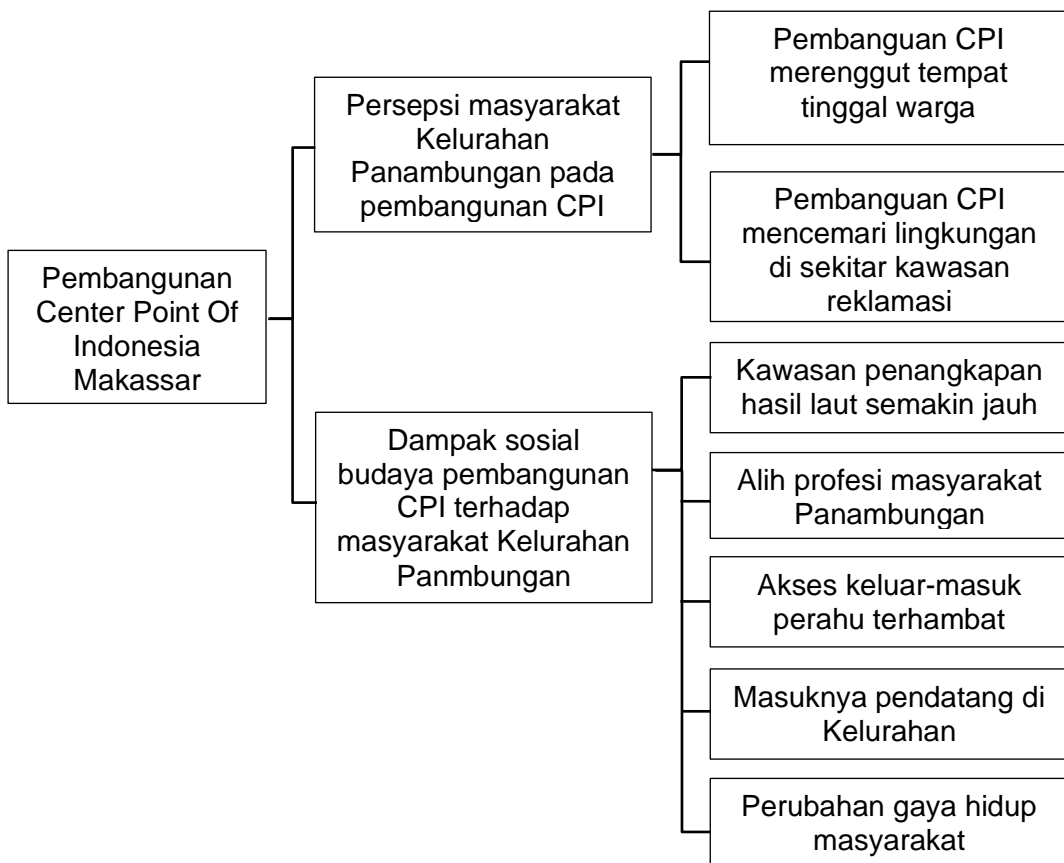 Pembangunan
Center Point Of
Indonesia
Makassar
Persepsi masyarakat
Kelurahan
Panambungan pada
pembangunan CPI
Pembanguan CPI
merenggut tempat
tinggal warga
Pembanguan CPI
mencemari lingkungan
di sekitar kawasan
reklamasi
Dampak sosial
budaya pembangunan
CPI terhadap
masyarakat Kelurahan
Panmbungan
Kawasan penangkapan
hasil laut semakin jauh
Alih profesi masyarakat
Panambungan
Akses keluar-masuk
perahu terhambat
Masuknya pendatang di
Kelurahan
Perubahan gaya hidup
masyarakat